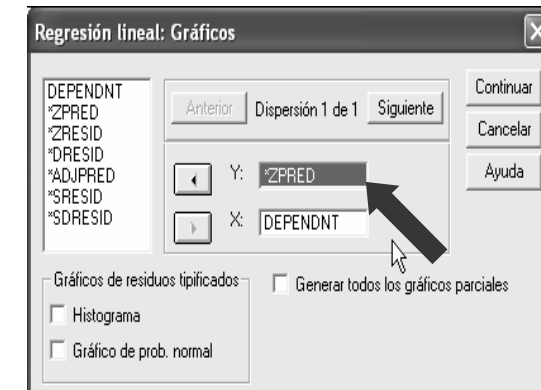 Regresión lineal: Gráficos
DEPENDNT
*ZPRED
*ZRESID
*DRESID
*ADJPRED
*SRESID
*SDRESID
Anterior Dispersión 1 de 1 Siguiente
Y: *ZPRED
X: DEPENDNT
Continuar
Cancelar
Ayuda
Gráficos de residuos tipificados
Histograma
Gráfico de prob. normal
Generar todos los gráficos parciales